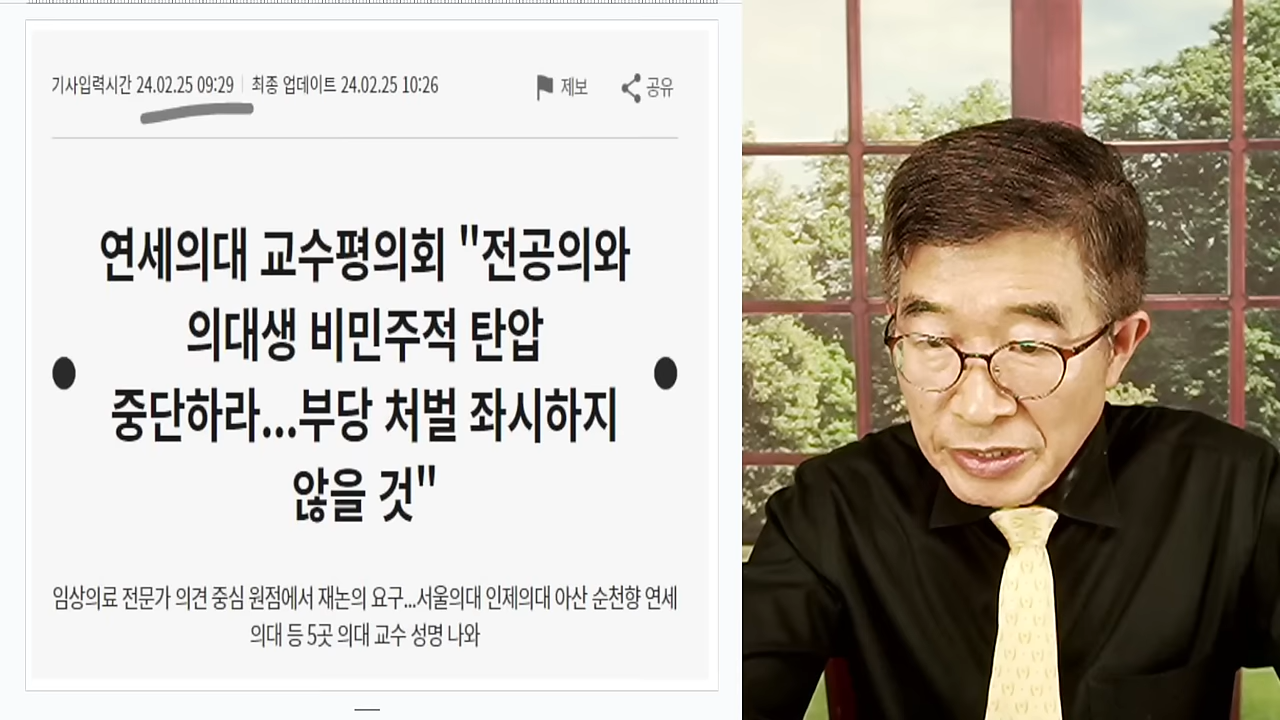 기사입력시간 24.02.25 09:29 최종 업데이트 24.02.25 10:26 제보 공유
연세의대 교수평의회 "전공의와
의대생 비민주적 탄압
중단하라...부당 처벌 좌시하지
않을 것"
임상의료 전문가 의견 중심 원점에서 재논의 요구...서울의대 인제의대 아산 순천향 연세
의대 등 5곳 의대 교수 성명 나와